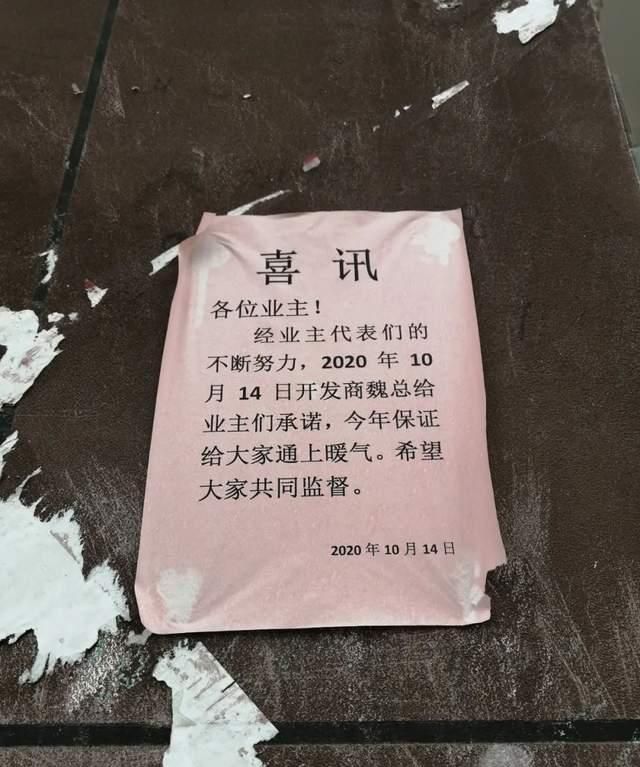 喜 讯
各位业主！
经业主代表们的
不断努力，2020 年 10
月 14 日开发商魏总给
业主们承诺，今年保证
给大家通上暖气。希望
大家共同监督。
2020 年 10 月 14 日